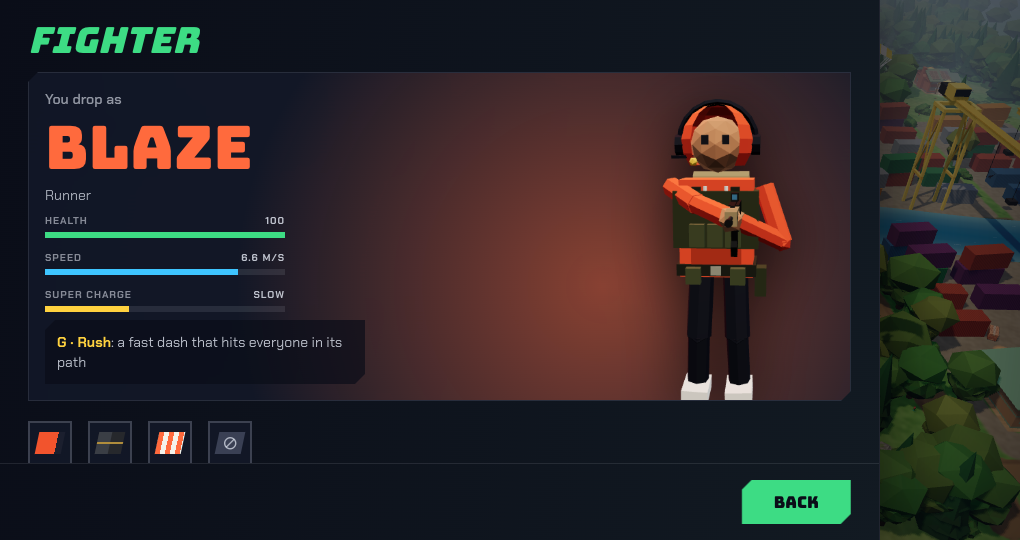 FIGHTER
You drop as
BLAZE
Runner
HEALTH 100
SPEED 6.6 M/S
SUPER CHARGE SLOW
G · Rush: a fast dash that hits everyone in its
path
BACK